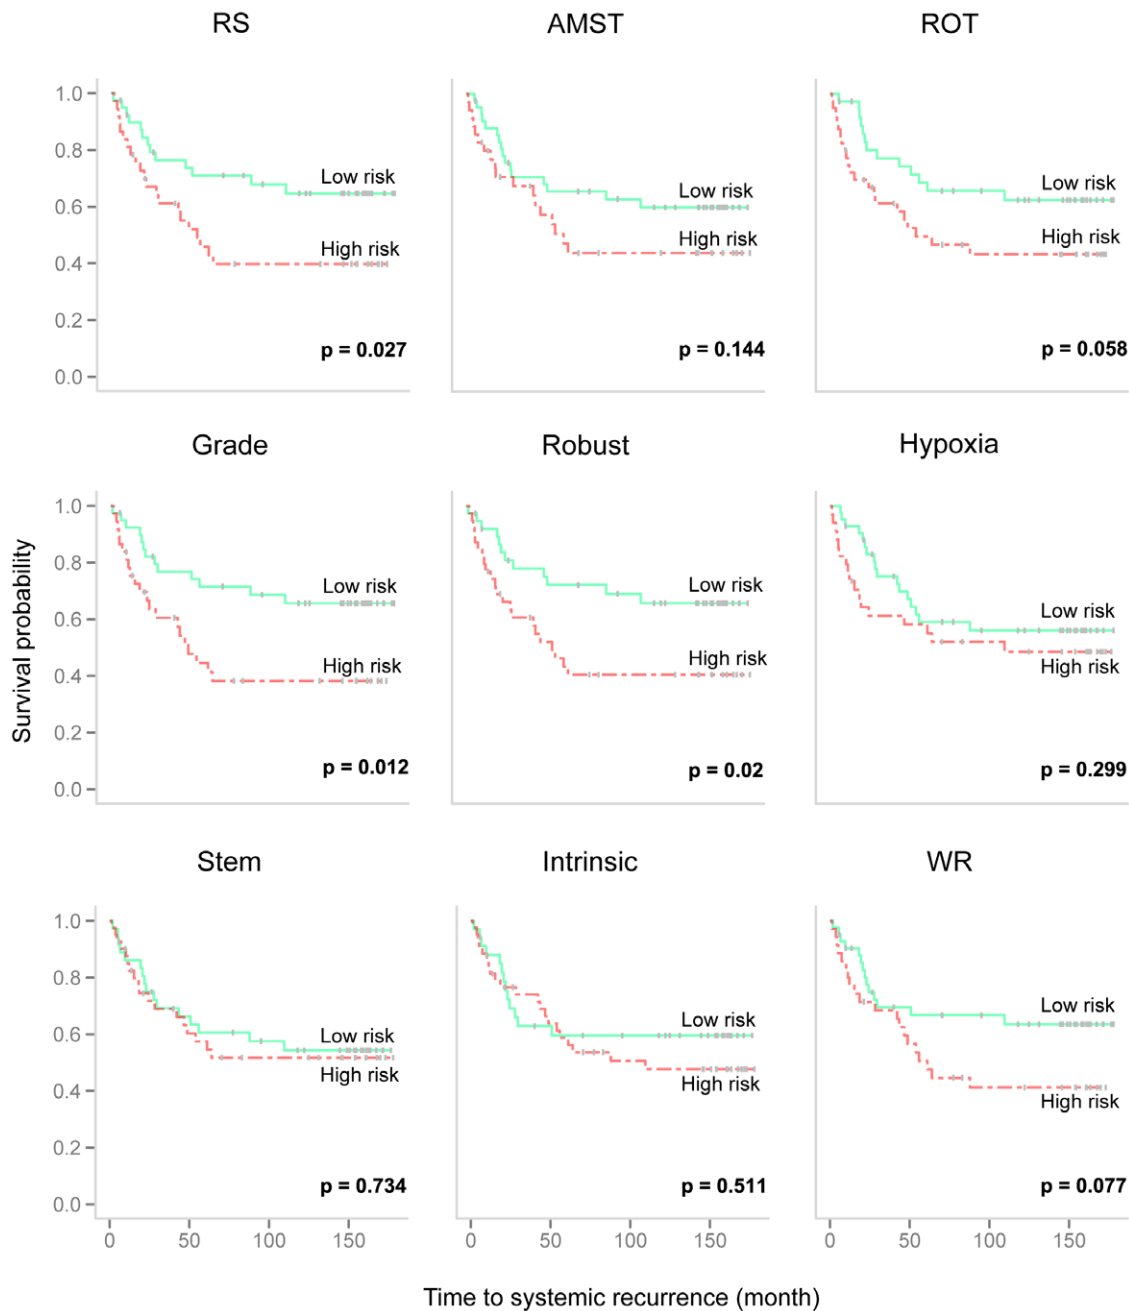 RS AMST ROT
1.0
0.8
0.6
0.4
0.2
0.0
Low risk
High risk
p = 0.027
Low risk
High risk
p = 0.144
Low risk
High risk
p = 0.058
Grade Robust Hypoxia
Survival probability
1.0
0.8
0.6
0.4
0.2
0.0
Low risk
High risk
p = 0.012
Low risk
High risk
p = 0.02
Low risk
High risk
p = 0.299
Stem Intrinsic WR
1.0
0.8
0.6
0.4
0.2
0.0
Low risk
High risk
p = 0.734
Low risk
High risk
p = 0.511
Low risk
High risk
p = 0.077
0 50 100 150 0 50 100 150 0 50 100 150
Time to systemic recurrence (month)